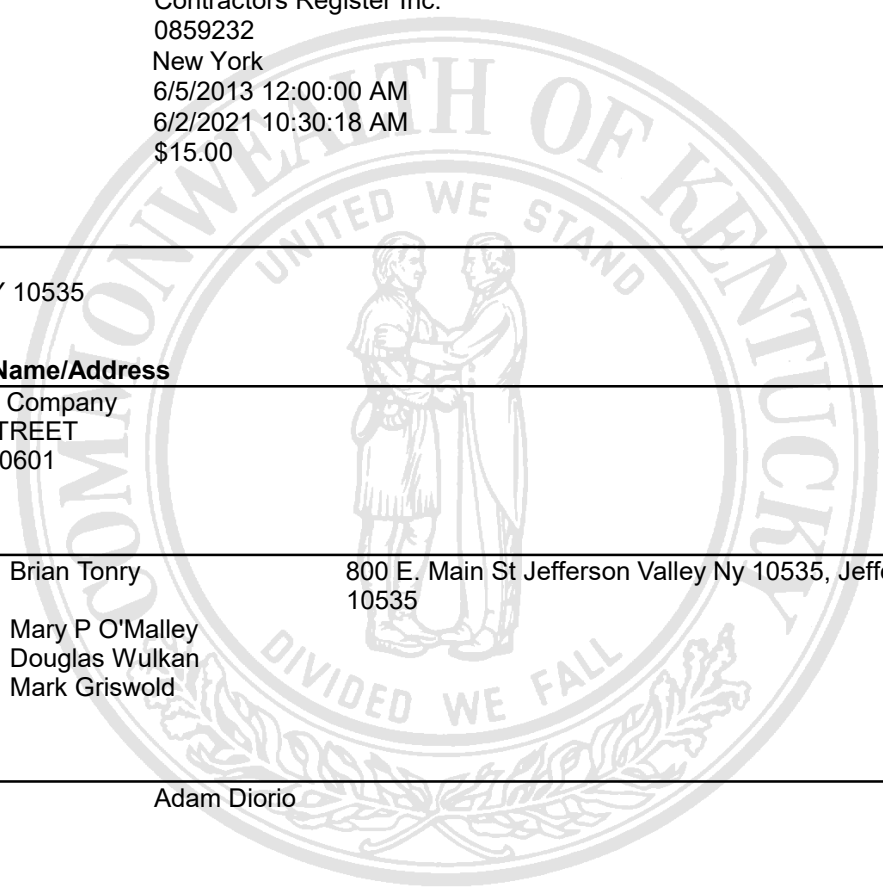 Contractors Register Inc.
0859232
New York
6/5/2013 12:00:00 AM
6/2/2021 10:30:18 AM
$15.00
COMMONWEALTH OF KENTUCKY
UNITED WE STAND
10535
Name/Address
Company
0601
Brian Tonry 800 E. Main St Jefferson Valley Ny 10535, Jeff
10535
Mary P O'Malley
Douglas Wulkan
Mark Griswold
DIVIDED WE FALL
Adam Diorio